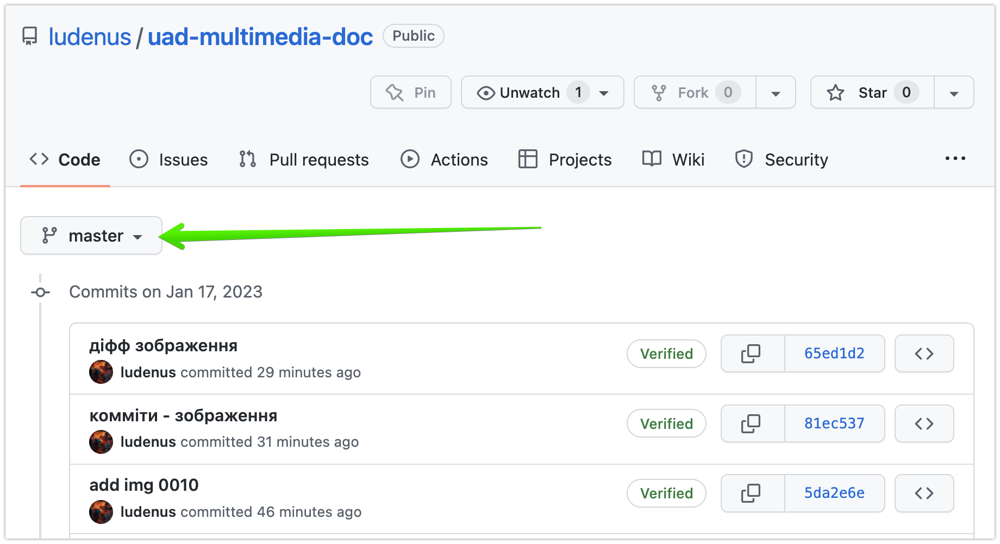 ludenus / uad-multimedia-doc Public
Pin Unwatch 1 Fork 0 Star 0
Code Issues Pull requests Actions Projects Wiki Security
master
Commits on Jan 17, 2023
діфф зображення
ludenus committed 29 minutes ago
Verified 65ed1d2
комміти - зображення
ludenus committed 31 minutes ago
Verified 81ec537
add img 0010
ludenus committed 46 minutes ago
Verified 5da2e6e